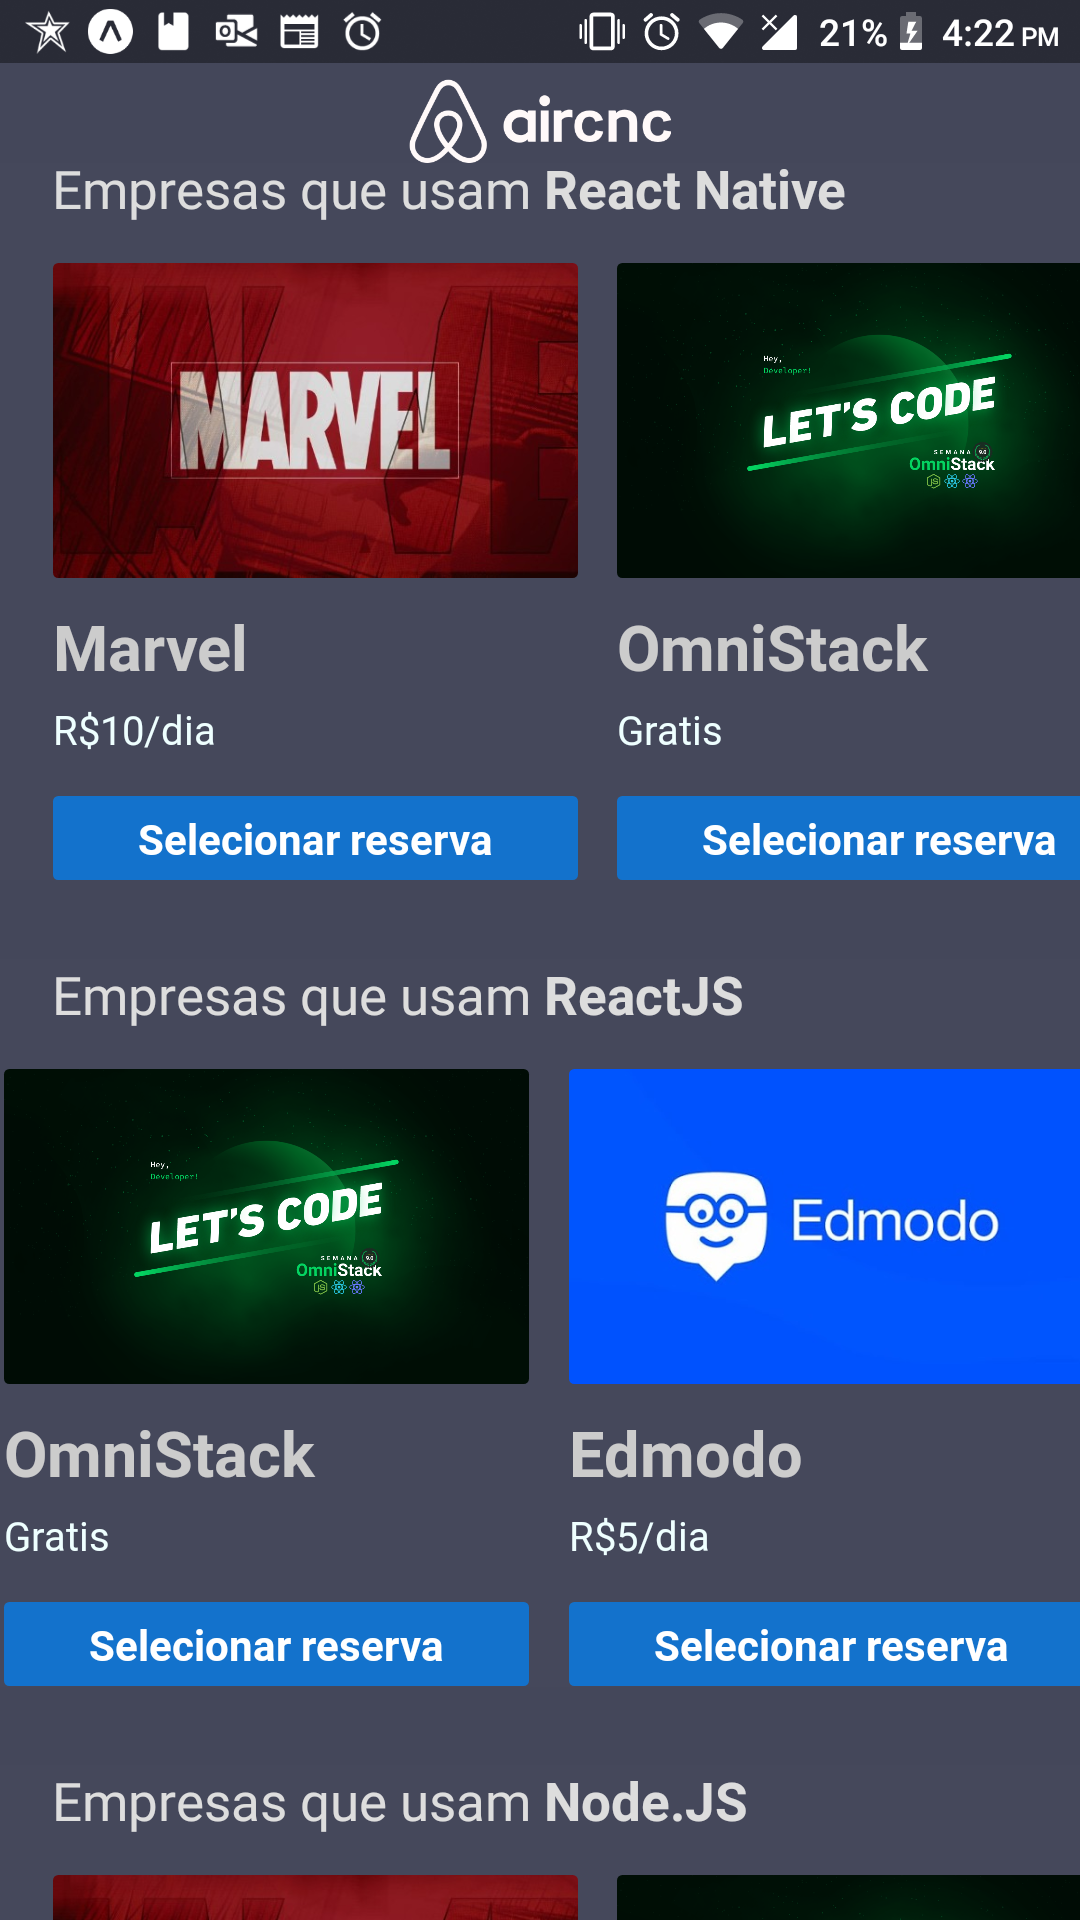 21% 4:22 PM
aircnc
Empresas que usam React Native
MARVEL
Hey,
Developer!
LET'S CODE
SEMANA 9.0
OmniStack
JS
Marvel
OmniStack
R$10/dia
Gratis
Selecionar reserva
Selecionar reserva
Empresas que usam ReactJS
Hey,
Developer!
LET'S CODE
SEMANA 9.0
OmniStack
JS
Edmodo
OmniStack
Edmodo
Gratis
R$5/dia
Selecionar reserva
Selecionar reserva
Empresas que usam Node.JS